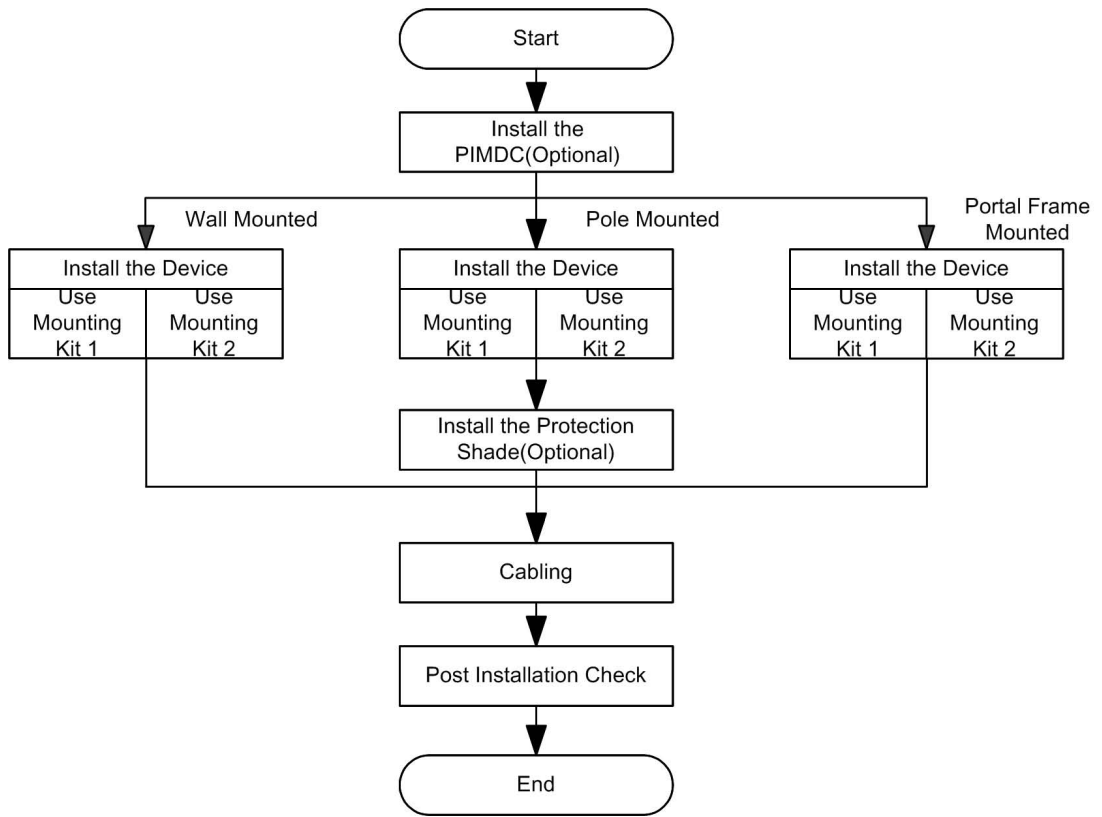 Start
Install the
PIMDC(Optional)
Wall Mounted
Pole Mounted
Portal Frame
Mounted
Install the Device
Use
Mounting
Kit 1
Use
Mounting
Kit 2
Install the Device
Use
Mounting
Kit 1
Use
Mounting
Kit 2
Install the Device
Use
Mounting
Kit 1
Use
Mounting
Kit 2
Install the Protection
Shade(Optional)
Cabling
Post Installation Check
End